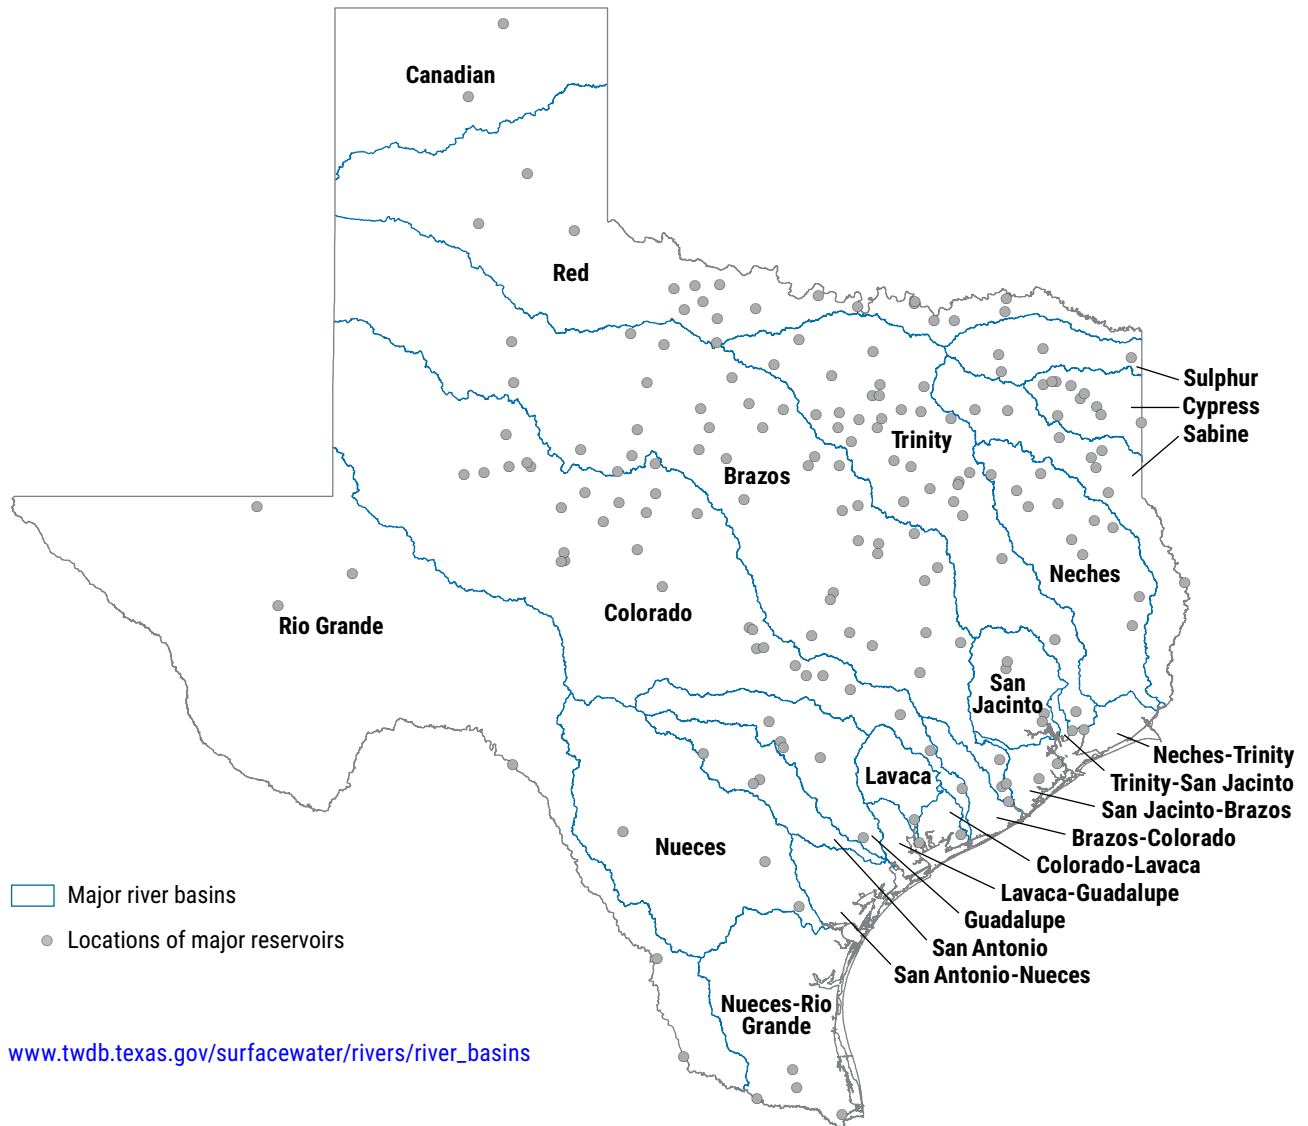 Canadian
Red
Sulphur
Cypress
Sabine
Trinity
Brazos
Neches
Colorado
Rio Grande
San
Jacinto
Neches-Trinity
Trinity-San Jacinto
San Jacinto-Brazos
Brazos-Colorado
Colorado-Lavaca
Lavaca-Guadalupe
Guadalupe
San Antonio
San Antonio-Nueces
Lavaca
Nueces
Nueces-Rio
Grande
Major river basins
Locations of major reservoirs
www.twdb.texas.gov/surfacewater/rivers/river_basins